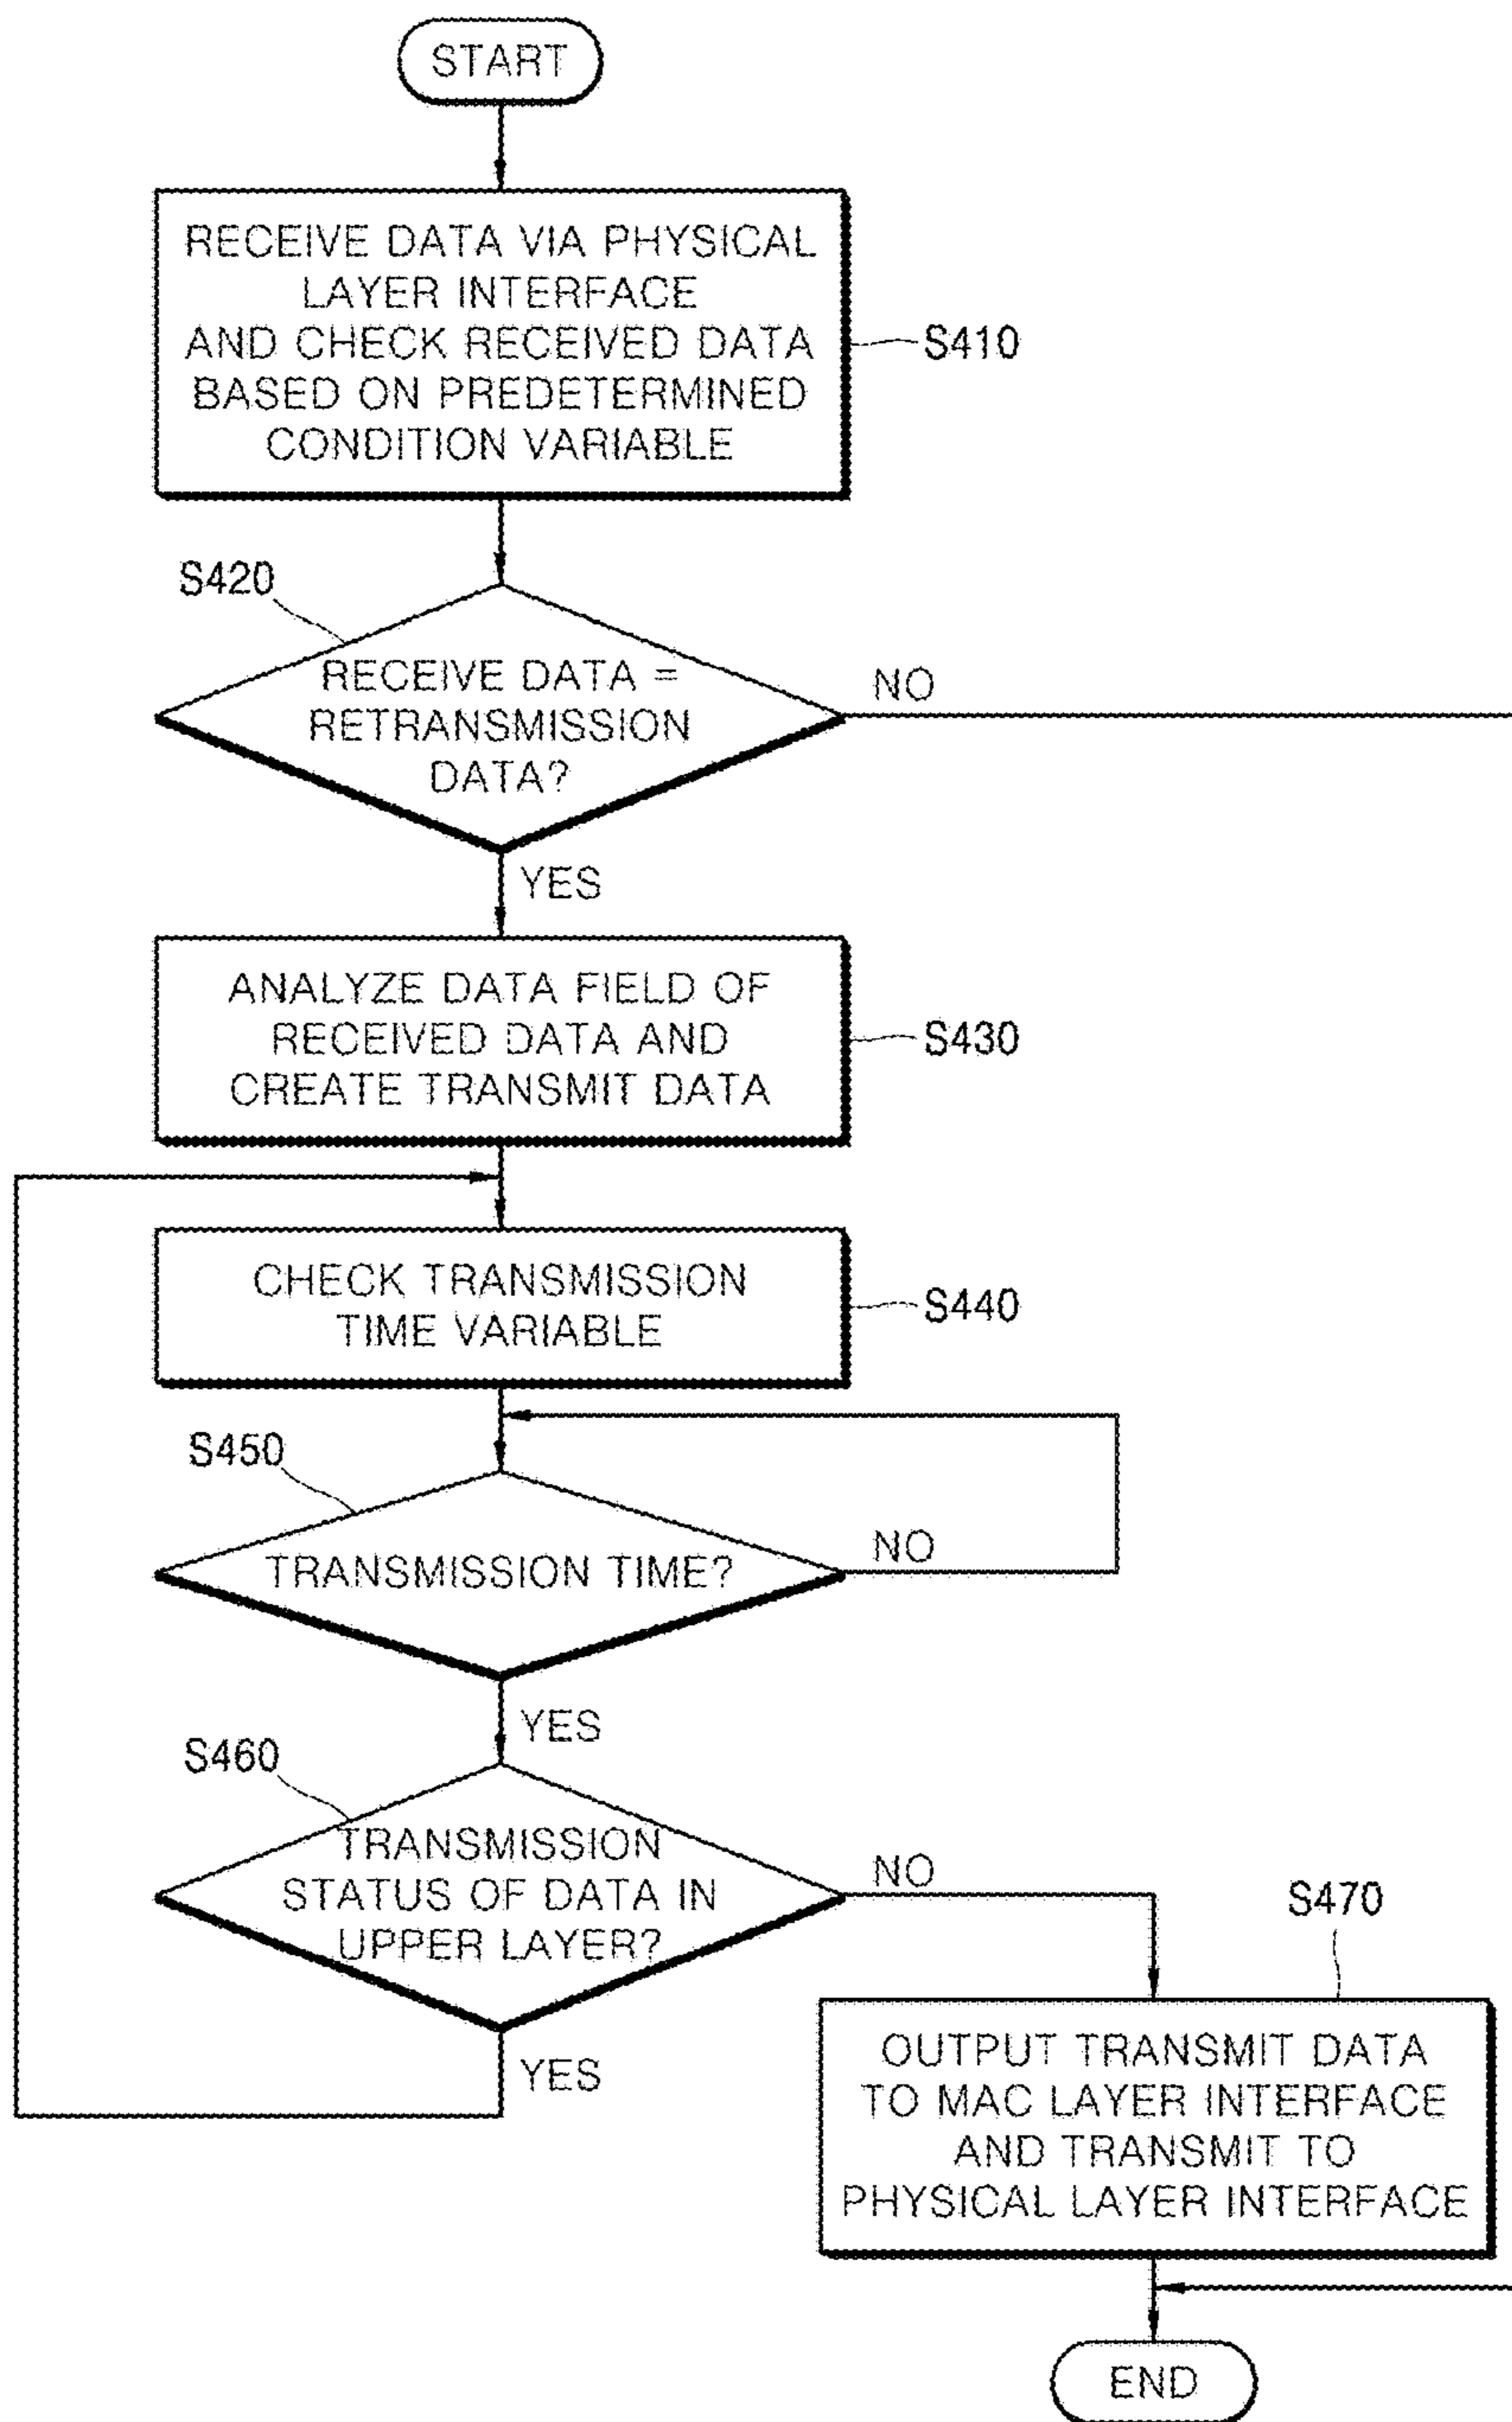 START
RECEIVE DATA VIA PHYSICAL
LAYER INTERFACE
AND CHECK RECEIVED DATA
BASED ON PREDETERMINED
CONDITION VARIABLE
S410
S420
RECEIVE DATA =
RETRANSMISSION
DATA?
NO
YES
ANALYZE DATA FIELD OF
RECEIVED DATA AND
CREATE TRANSMIT DATA
S430
CHECK TRANSMISSION
TIME VARIABLE
S440
S450
TRANSMISSION TIME?
NO
YES
S460
TRANSMISSION
STATUS OF DATA IN
UPPER LAYER?
NO
YES
S470
OUTPUT TRANSMIT DATA
TO MAC LAYER INTERFACE
AND TRANSMIT TO
PHYSICAL LAYER INTERFACE
END